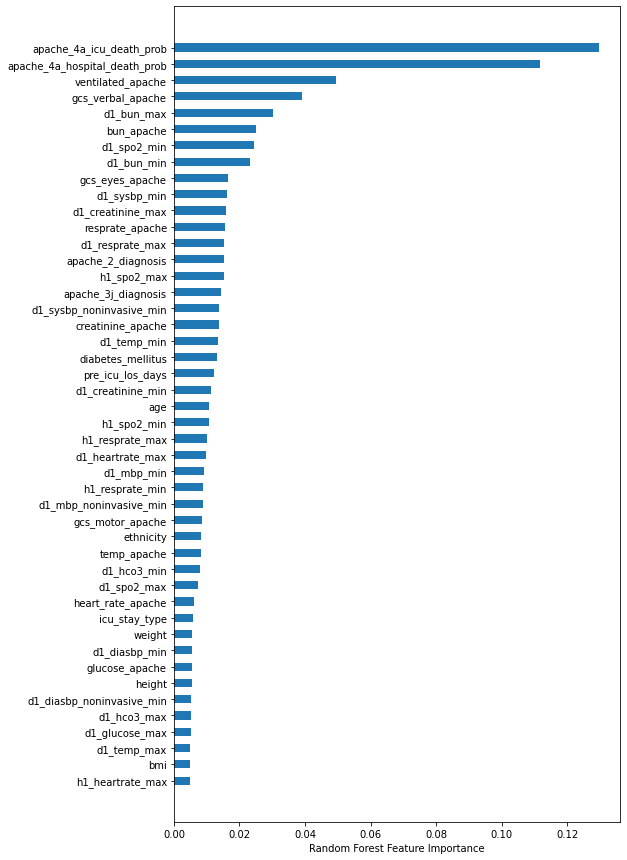 apache_4a_icu_death_prob
apache_4a_hospital_death_prob
ventilated_apache
gcs_verbal_apache
d1_bun_max
bun_apache
d1_spo2_min
d1_bun_min
gcs_eyes_apache
d1_sysbp_min
d1_creatinine_max
resprate_apache
d1_resprate_max
apache_2_diagnosis
h1_spo2_max
apache_3j_diagnosis
d1_sysbp_noninvasive_min
creatinine_apache
d1_temp_min
diabetes_mellitus
pre_icu_los_days
d1_creatinine_min
age
h1_spo2_min
h1_resprate_max
d1_heartrate_max
d1_mbp_min
h1_resprate_min
d1_mbp_noninvasive_min
gcs_motor_apache
ethnicity
temp_apache
d1_hco3_min
d1_spo2_max
heart_rate_apache
icu_stay_type
weight
d1_diasbp_min
glucose_apache
height
d1_diasbp_noninvasive_min
d1_hco3_max
d1_glucose_max
d1_temp_max
bmi
h1_heartrate_max
0.00 0.02 0.04 0.06 0.08 0.10 0.12
Random Forest Feature Importance